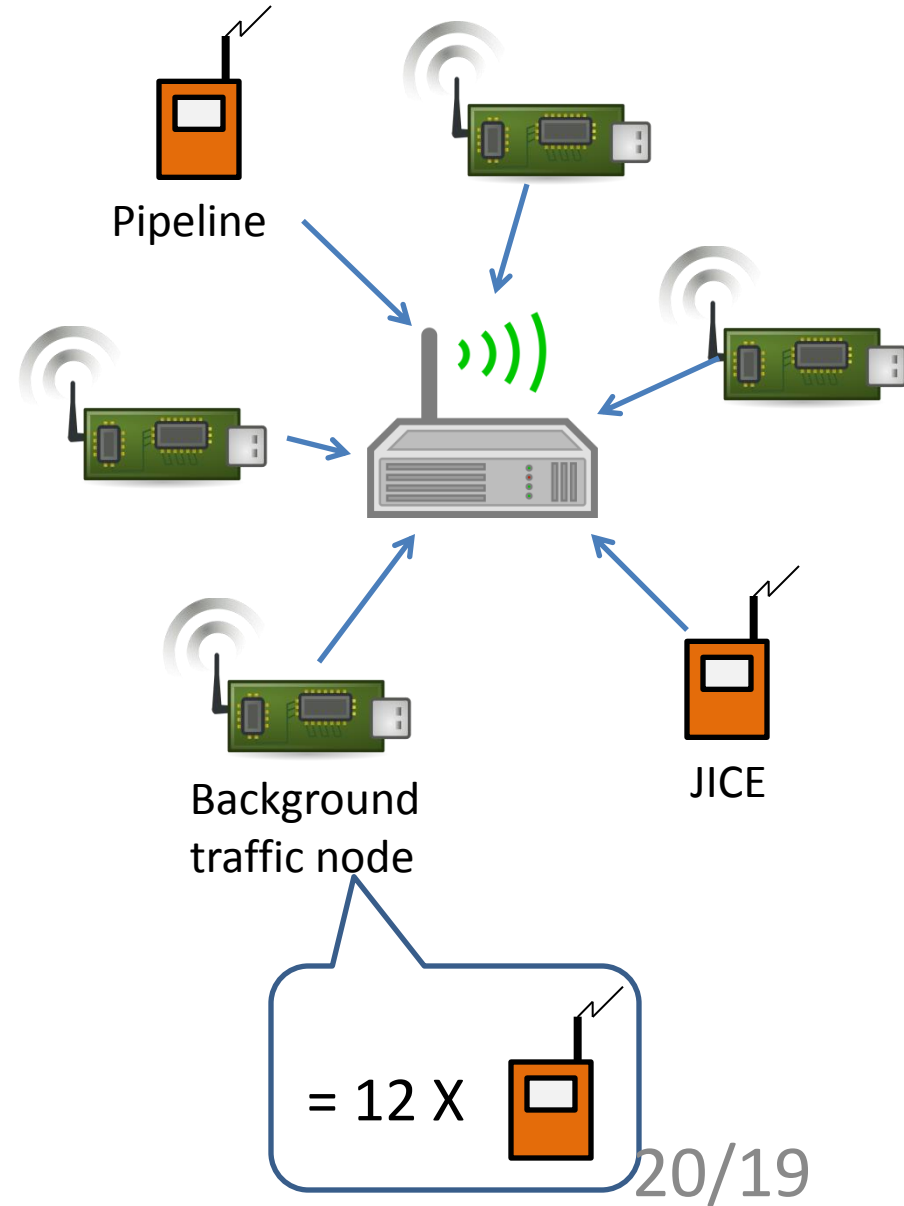 Pipeline
JICE
Background
traffic node
= 12 X
20/19